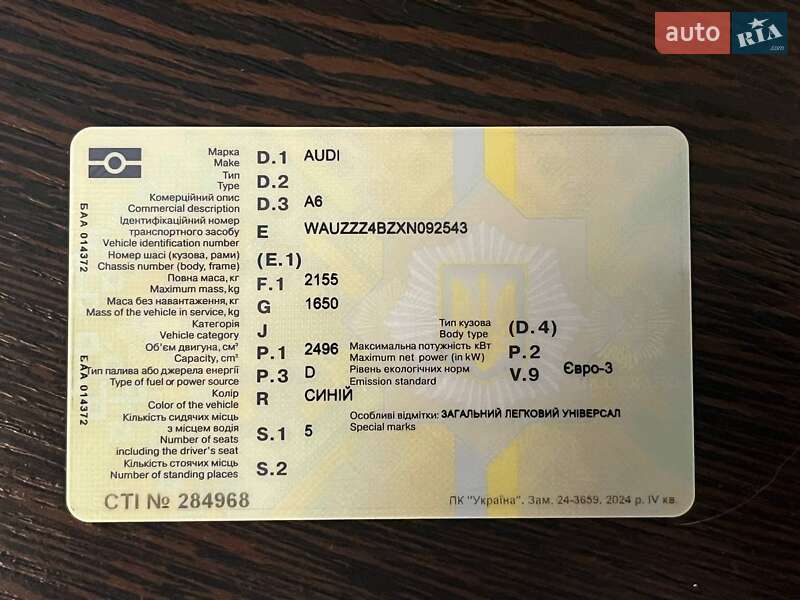 auto RIA.com
Марка
Make
D.1 AUDI
Тип
Type
D.2
Комерційний опис
Commercial description
D.3 A6
Ідентифікаційний номер
транспортного засобу
Vehicle identification number
E WAUZZZ4BZXN092543
Номер шасі (кузова, рами)
Chassis number (body, frame)
(E.1)
Повна маса, кг
Maximum mass, kg
F.1 2155
Маса без навантаження, кг
Mass of the vehicle in service, kg
G 1650
Категорія
Vehicle category
J
Тип кузова
Body type
(D.4)
Об'єм двигуна, см³
Capacity, cm³
P.1 2496
Максимальна потужність кВт
Maximum net power (in kW)
P.2
Тип палива або джерела енергії
Type of fuel or power source
P.3 D
Рівень екологічних норм
Emission standard
V.9 Євро-3
Колір
Color of the vehicle
R СИНІЙ
Кількість сидячих місць
з місцем водія
Number of seats
including the driver's seat
S.1 5
Особливі відмітки: ЗАГАЛЬНИЙ ЛЕГКОВИЙ УНІВЕРСАЛ
Special marks
Кількість стоячих місць
Number of standing places
S.2
СТІ № 284968
ПК "Україна". Зам. 24-3659. 2024 р. IV кв.
БАА 014372
БАА 014372